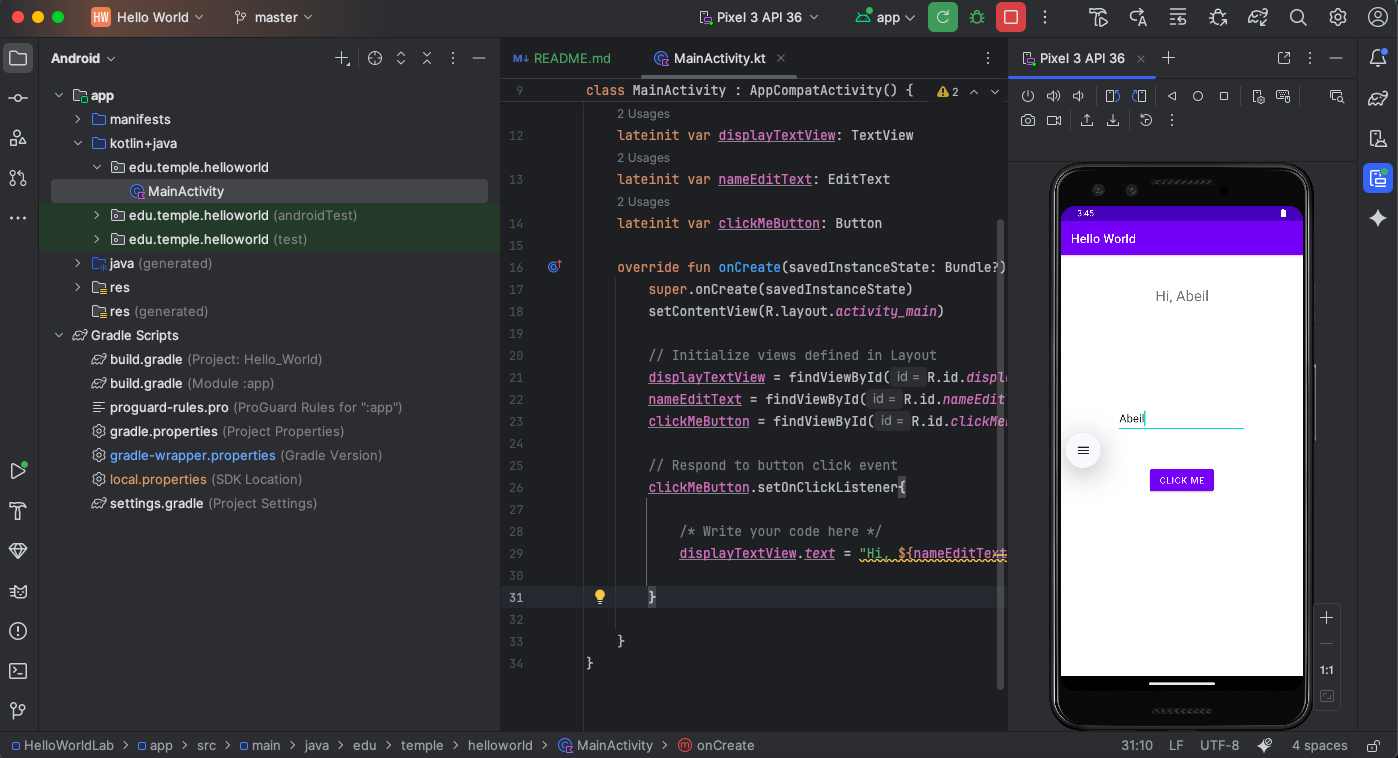 HW Hello World master Pixel 3 API 36 app
Android
app
manifests
kotlin+java
edu.temple.helloworld
MainActivity
edu.temple.helloworld (androidTest)
edu.temple.helloworld (test)
java (generated)
res
res (generated)
Gradle Scripts
build.gradle (Project: Hello_World)
build.gradle (Module :app)
proguard-rules.pro (ProGuard Rules for ":app")
gradle.properties (Project Properties)
gradle-wrapper.properties (Gradle Version)
local.properties (SDK Location)
settings.gradle (Project Settings)
M↓ README.md MainActivity.kt
9 class MainActivity : AppCompatActivity() { 2
2 Usages
12 lateinit var displayTextView: TextView
2 Usages
13 lateinit var nameEditText: EditText
2 Usages
14 lateinit var clickMeButton: Button
15
16 override fun onCreate(savedInstanceState: Bundle?)
17 super.onCreate(savedInstanceState)
18 setContentView(R.layout.activity_main)
19
20 // Initialize views defined in Layout
21 displayTextView = findViewById( id = R.id.displ
22 nameEditText = findViewById( id = R.id.nameEdit
23 clickMeButton = findViewById( id = R.id.clickMe
24
25 // Respond to button click event
26 clickMeButton.setOnClickListener{
27
28 /* Write your code here */
29 displayTextView.text = "Hi, ${nameEditText
30
31 }
32
33 }
34 }
Pixel 3 API 36
3:45
Hello World
Hi, Abeil
Abeil
CLICK ME
1:1
HelloWorldLab app src main java edu temple helloworld MainActivity m onCreate
31:10 LF UTF-8 4 spaces